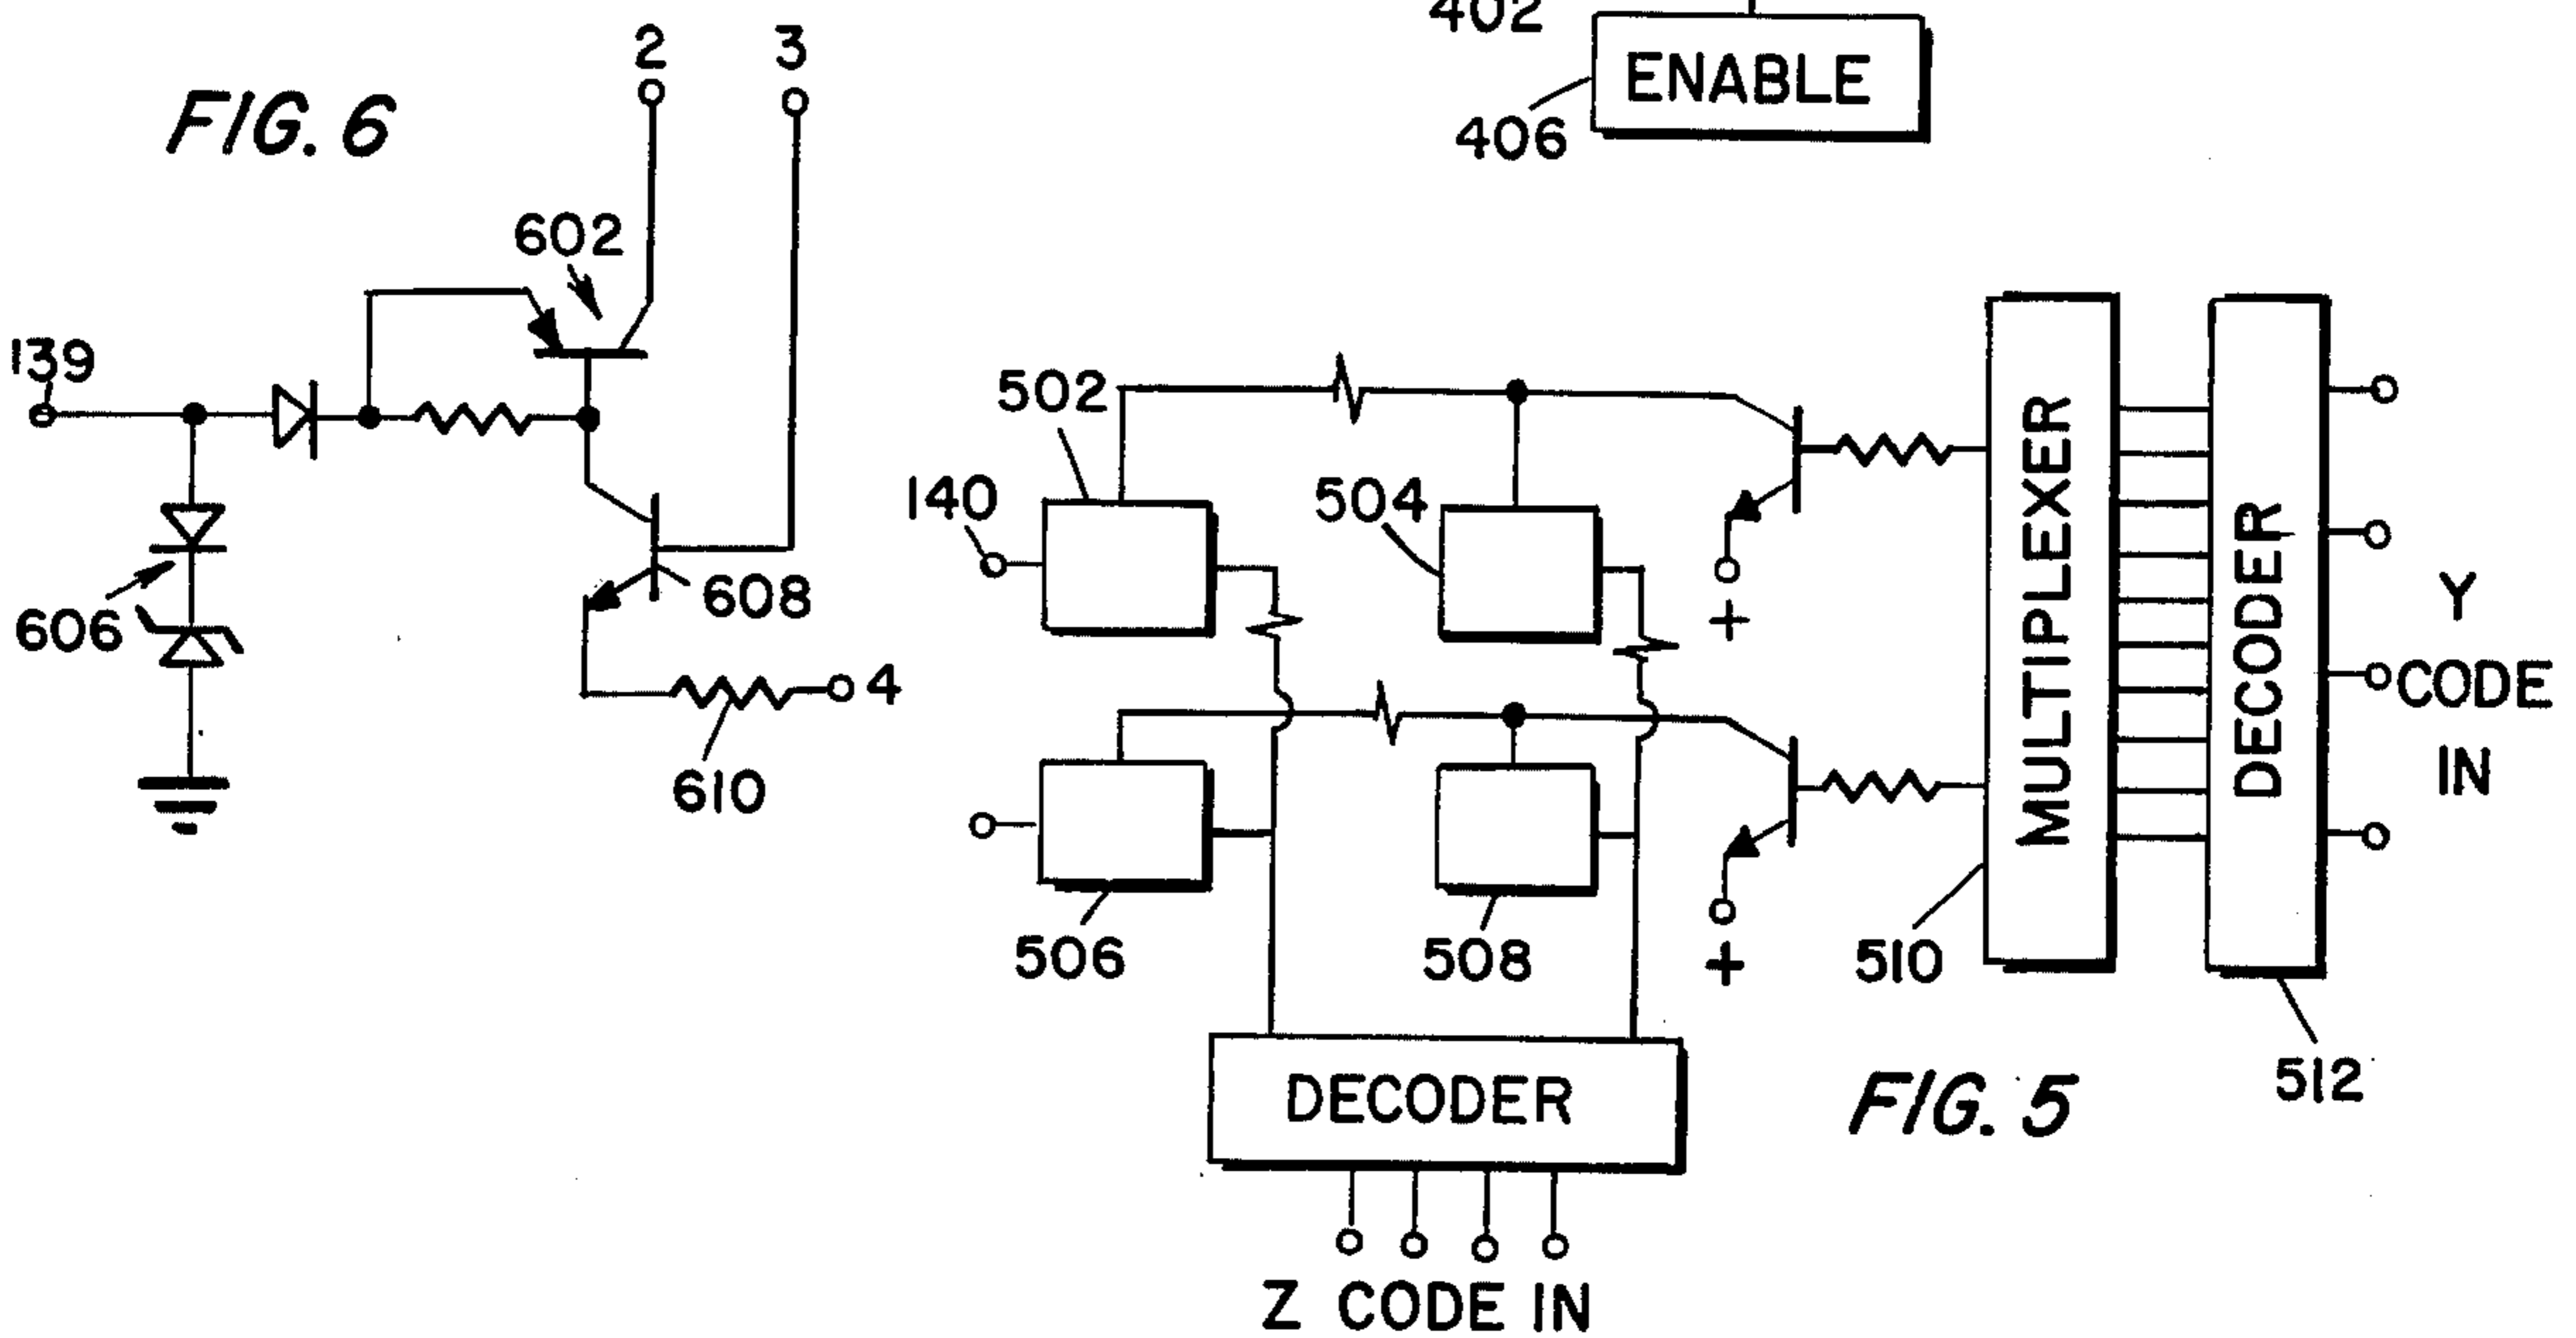 402
ENABLE
406
FIG. 6
2
3
602
139
606
608
4
610
502
140
504
+
506
508
+
510
MULTIPLEXER
DECODER
Y
CODE
IN
512
DECODER
FIG. 5
Z CODE IN